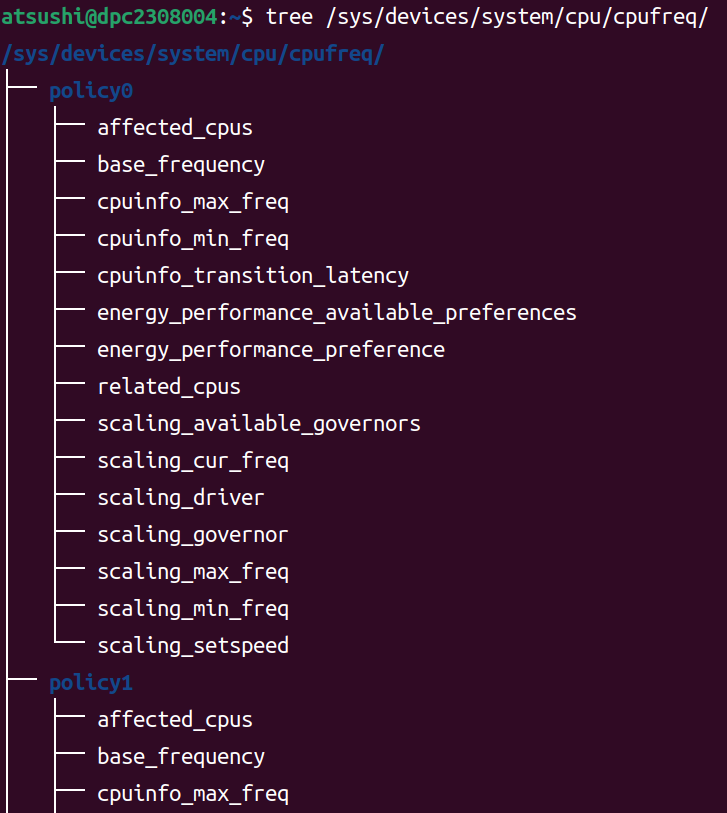 atsushi@dpc2308004:~$ tree /sys/devices/system/cpu/cpufreq/
/sys/devices/system/cpu/cpufreq/
├── policy0
│   ├── affected_cpus
│   ├── base_frequency
│   ├── cpuinfo_max_freq
│   ├── cpuinfo_min_freq
│   ├── cpuinfo_transition_latency
│   ├── energy_performance_available_preferences
│   ├── energy_performance_preference
│   ├── related_cpus
│   ├── scaling_available_governors
│   ├── scaling_cur_freq
│   ├── scaling_driver
│   ├── scaling_governor
│   ├── scaling_max_freq
│   ├── scaling_min_freq
│   └── scaling_setspeed
├── policy1
│   ├── affected_cpus
│   ├── base_frequency
│   ├── cpuinfo_max_freq